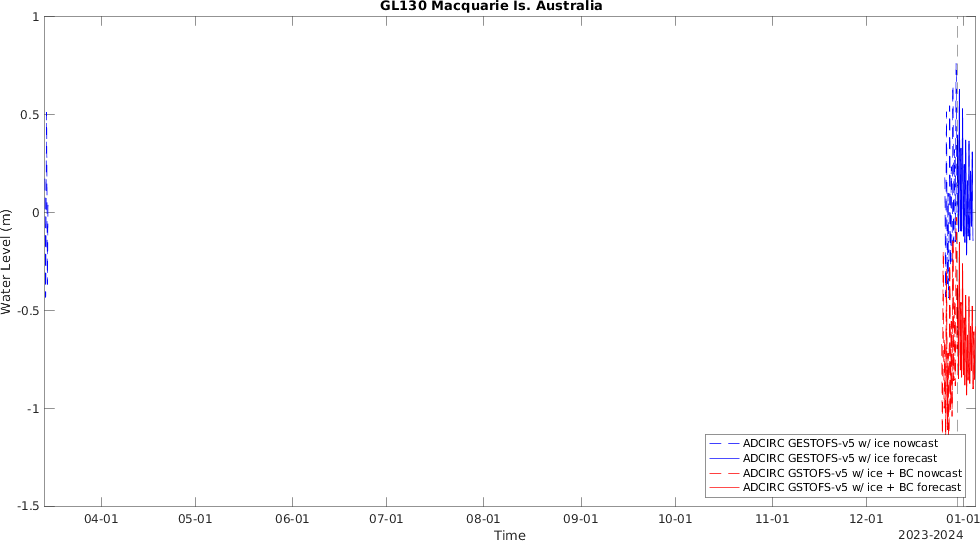 GL130 Macquarie Is. Australia
1
0.5
0
-0.5
-1
-1.5
Water Level (m)
ADCIRC GESTOFS-v5 w/ ice nowcast
ADCIRC GESTOFS-v5 w/ ice forecast
ADCIRC GSTOFS-v5 w/ ice + BC nowcast
ADCIRC GSTOFS-v5 w/ ice + BC forecast
04-01 05-01 06-01 07-01 08-01 09-01 10-01 11-01 12-01 01-01
Time
2023-2024